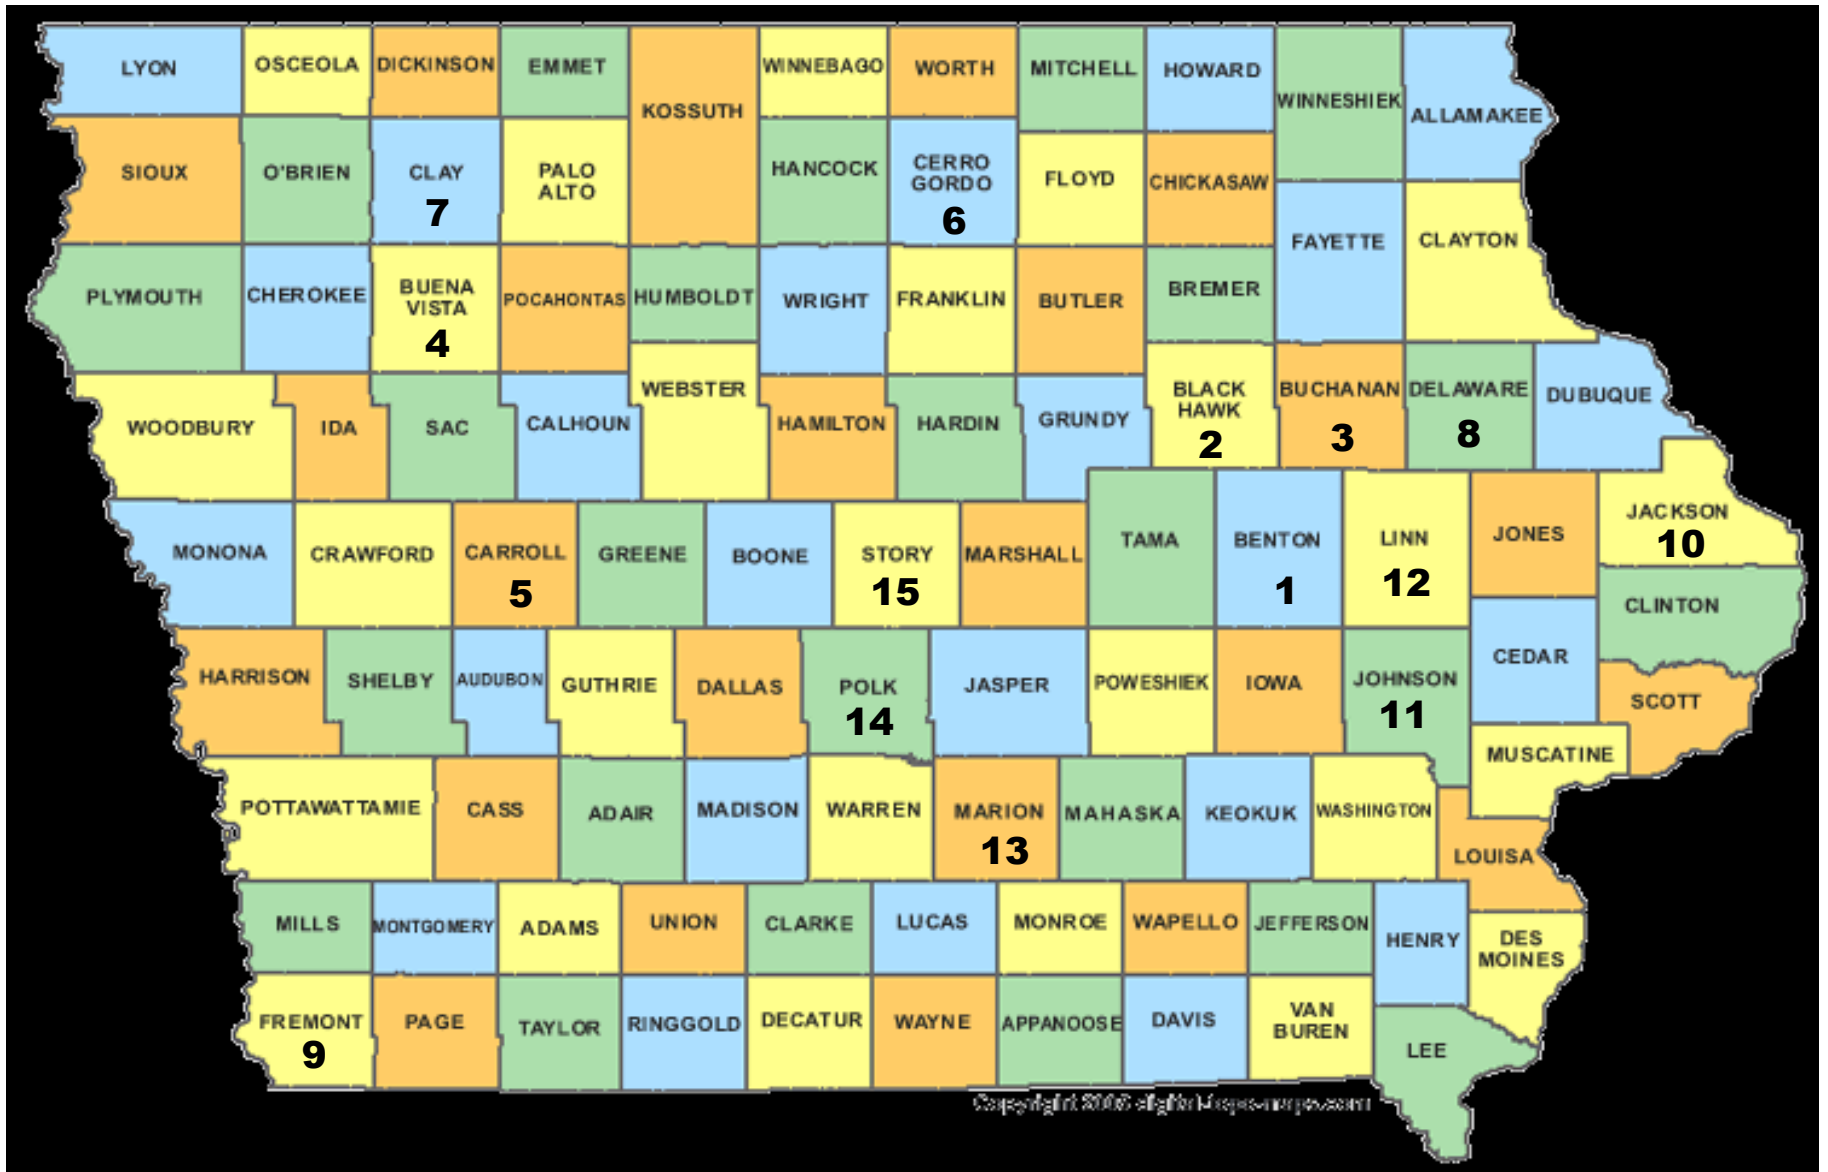 LYON
OSCEOLA
DICKINSON
EMMET
KOSSUTH
WINNEBAGO
WORTH
MITCHELL
HOWARD
WINNESHIEK
ALLAMAKEE
SIOUX
O'BRIEN
CLAY
7
PALO
ALTO
HANCOCK
CERRO
GORDO
6
FLOYD
CHICKASAW
FAYETTE
CLAYTON
PLYMOUTH
CHEROKEE
BUENA
VISTA
4
POCAHONTAS
HUMBOLDT
WRIGHT
FRANKLIN
BUTLER
BREMER
WOODBURY
IDA
SAC
CALHOUN
WEBSTER
HAMILTON
HARDIN
GRUNDY
BLACK
HAWK
2
BUCHANAN
3
DELAWARE
8
DUBUQUE
MONONA
CRAWFORD
CARROLL
5
GREENE
BOONE
STORY
15
MARSHALL
TAMA
BENTON
1
LINN
12
JONES
JACKSON
10
CLINTON
HARRISON
SHELBY
AUDUBON
GUTHRIE
DALLAS
POLK
14
JASPER
POWESHIEK
IOWA
JOHNSON
11
CEDAR
SCOTT
MUSCATINE
POTTAWATTAMIE
CASS
ADAIR
MADISON
WARREN
MARION
13
MAHASKA
KEOKUK
WASHINGTON
LOUISA
MILLS
MONTGOMERY
ADAMS
UNION
CLARKE
LUCAS
MONROE
WAPELLO
JEFFERSON
HENRY
DES
MOINES
FREMONT
9
PAGE
TAYLOR
RINGGOLD
DECATUR
WAYNE
APPANOOSE
DAVIS
VAN
BUREN
LEE
Copyright